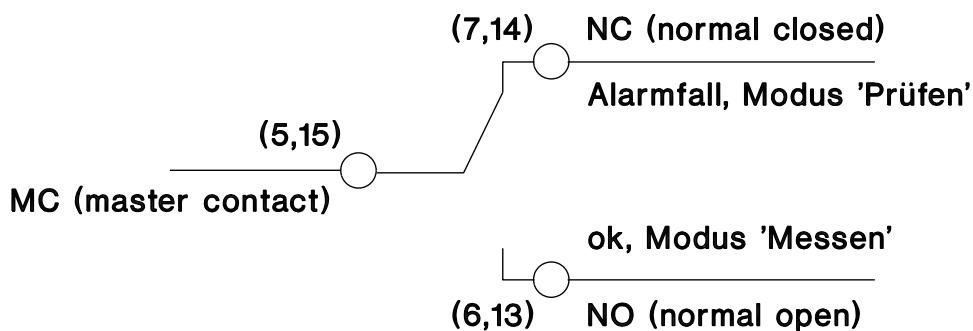 (7,14) NC (normal closed)
Alarmfall, Modus 'Prüfen'
(5,15)
MC (master contact)
ok, Modus 'Messen'
(6,13) NO (normal open)